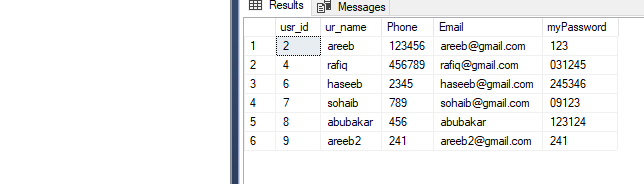 Results Messages
usr_id ur_name Phone Email myPassword
1 2 areeb 123456 areeb@gmail.com 123
2 4 rafiq 456789 rafiq@gmail.com 031245
3 6 haseeb 2345 haseeb@gmail.com 245346
4 7 sohaib 789 sohaib@gmail.com 09123
5 8 abubakar 456 abubakar 123124
6 9 areeb2 241 areeb2@gmail.com 241